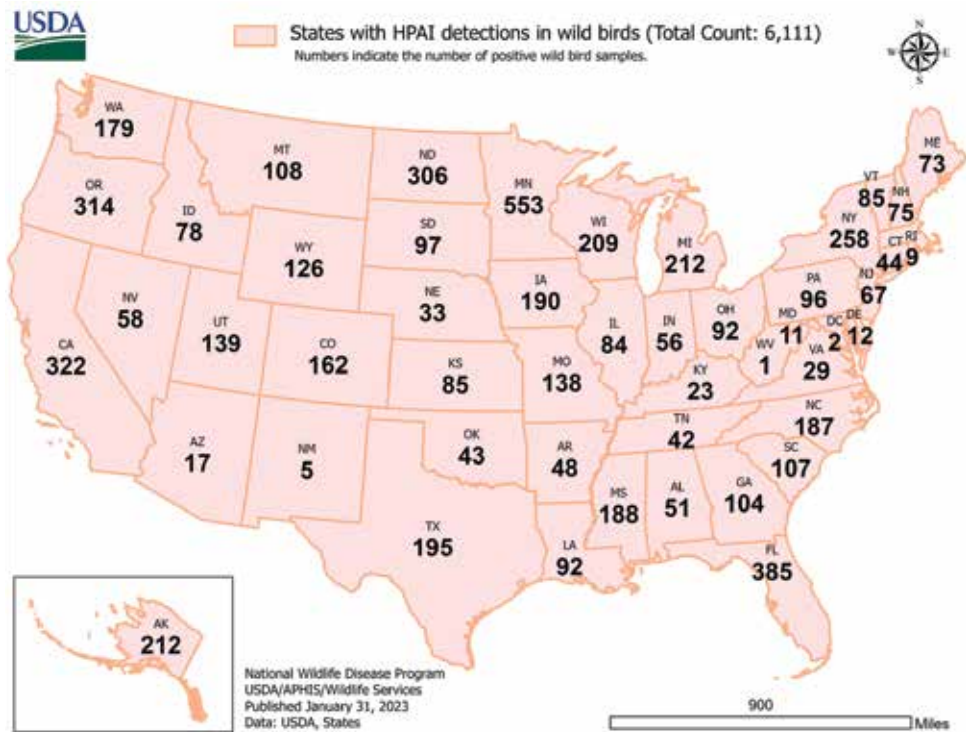 USDA
States with HPAI detections in wild birds (Total Count: 6,111)
Numbers indicate the number of positive wild bird samples.
N
W E
S
WA
179
MT
108
ND
306
MN
553
ME
73
VT
85
NH
75
OR
314
ID
78
SD
97
WI
209
MI
212
NY
258
CT
44
RI
9
WY
126
IA
190
PA
96
NJ
67
NV
58
NE
33
IL
84
IN
56
OH
92
MD
11
DC
2
DE
12
CA
322
UT
139
CO
162
KS
85
MO
138
WV
1
VA
29
KY
23
NC
187
AZ
17
NM
5
OK
43
AR
48
TN
42
SC
107
MS
188
AL
51
GA
104
TX
195
LA
92
FL
385
AK
212
National Wildlife Disease Program
USDA/APHIS/Wildlife Services
Published January 31, 2023
Data: USDA, States
900
Miles